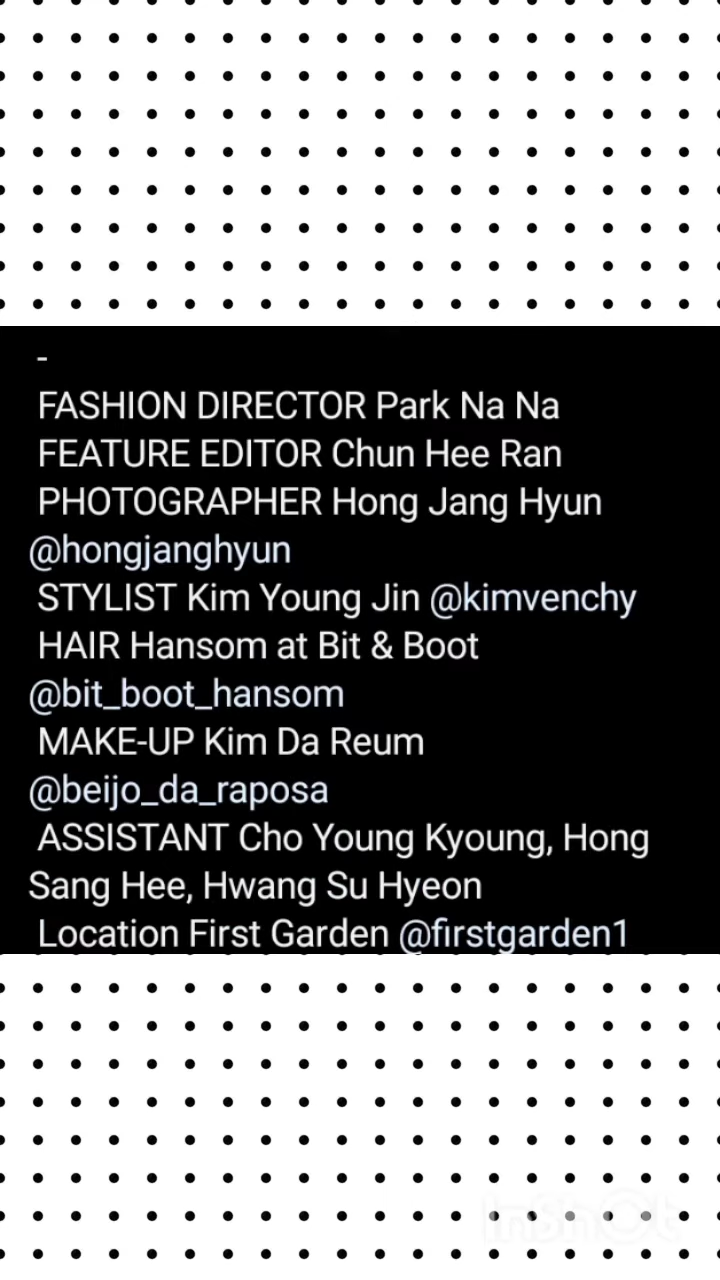 -
FASHION DIRECTOR Park Na Na
FEATURE EDITOR Chun Hee Ran
PHOTOGRAPHER Hong Jang Hyun
@hongjanghyun
STYLIST Kim Young Jin @kimvenchy
HAIR Hansom at Bit & Boot
@bit_boot_hansom
MAKE-UP Kim Da Reum
@beijo_da_raposa
ASSISTANT Cho Young Kyoung, Hong
Sang Hee, Hwang Su Hyeon
Location First Garden @firstgarden1
InShOt